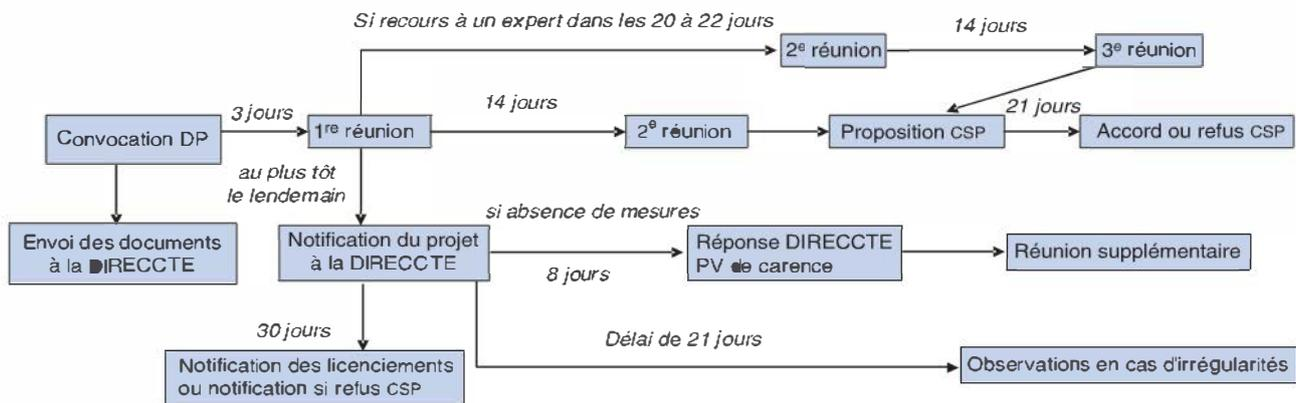 Si recours à un expert dans les 20 à 22 jours
2e réunion
14 jours
3e réunion
3 jours
14 jours
21 jours
Convocation DP
1re réunion
2e réunion
Proposition CSP
Accord ou refus CSP
au plus tôt
le lendemain
si absence de mesures
Envoi des documents
à la DIRECCTE
Notification du projet
à la DIRECCTE
8 jours
Réponse DIRECCTE
PV de carence
Réunion supplémentaire
30 jours
Délai de 21 jours
Notification des licenciements
ou notification si refus CSP
Observations en cas d'irrégularités